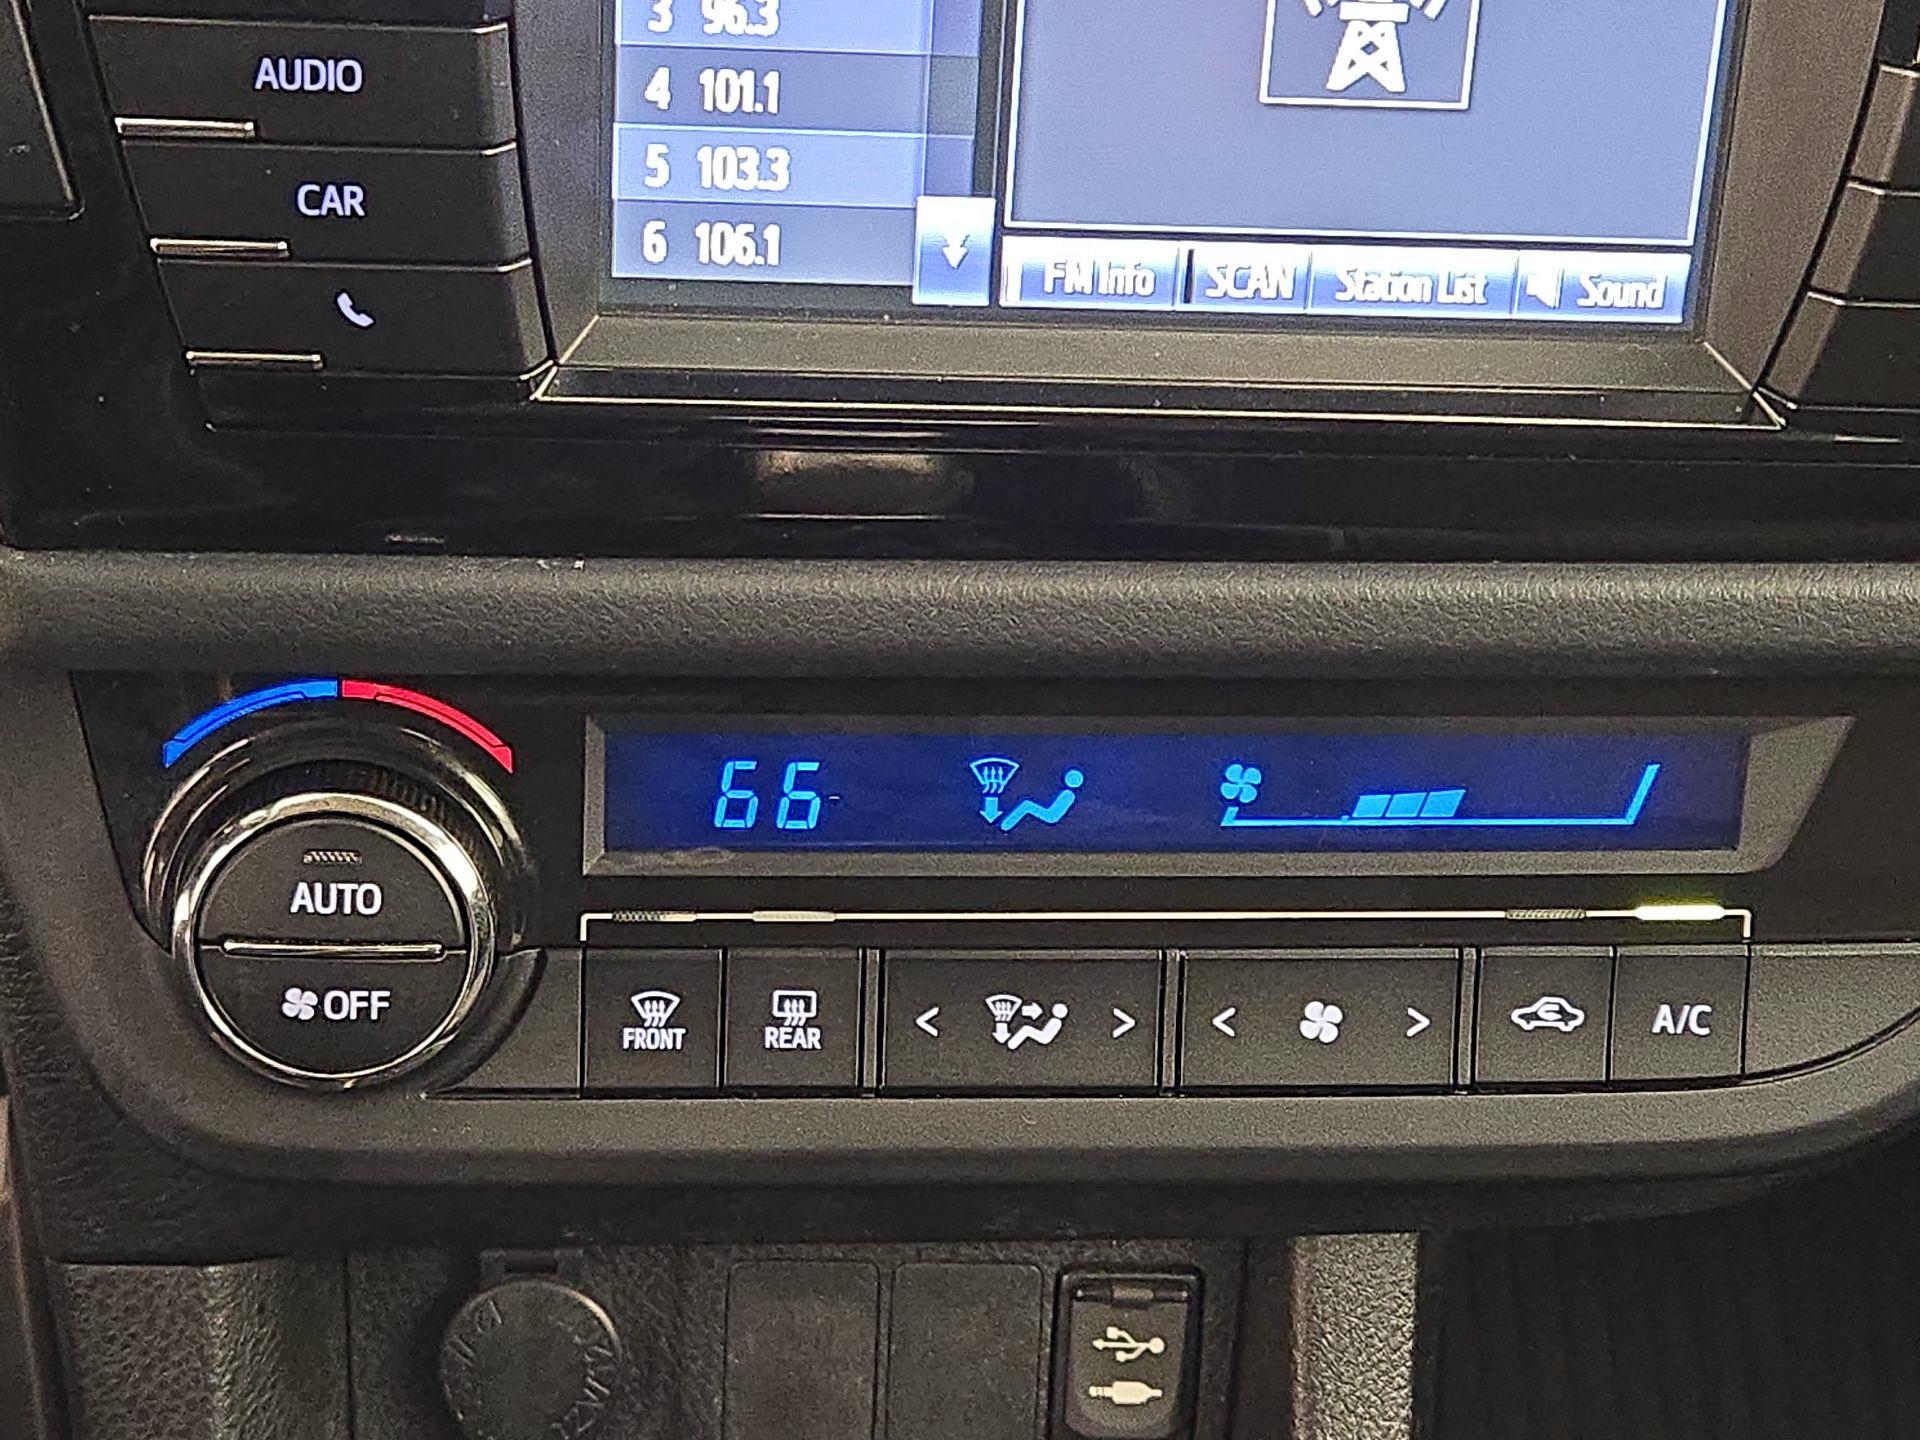 3 96.3
AUDIO
4 101.1
5 103.3
CAR
6 106.1
FM Info SCAN Station List Sound
66
AUTO
OFF
FRONT
REAR
A/C